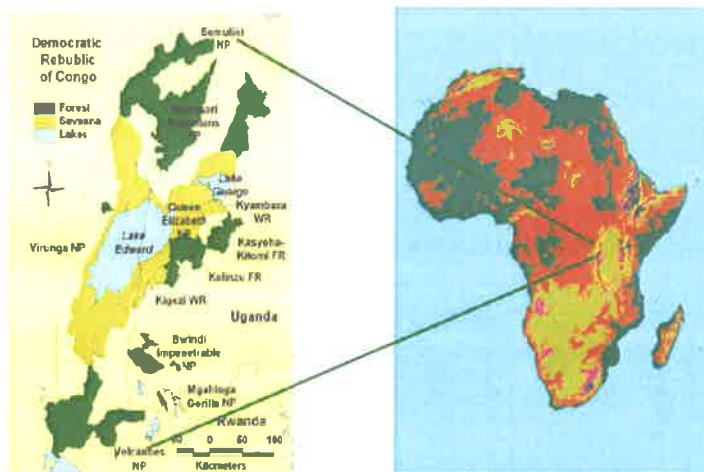 Democratic
Rebublic
of Congo
Forest
Savanna
Lakes
NP
Lake
George
Kyambura
WR
Queen
Elizabeth
NP
Lake
Edward
Virunga NP
Kasyoha-
Kitomi FR
Kalinzu FR
Kigezi WR
Uganda
Bwindi
Impenetrable
NP
Mgahinga
Gorilla NP
Rwanda
Volcanoes
NP
50 0 50 100
Kilometers